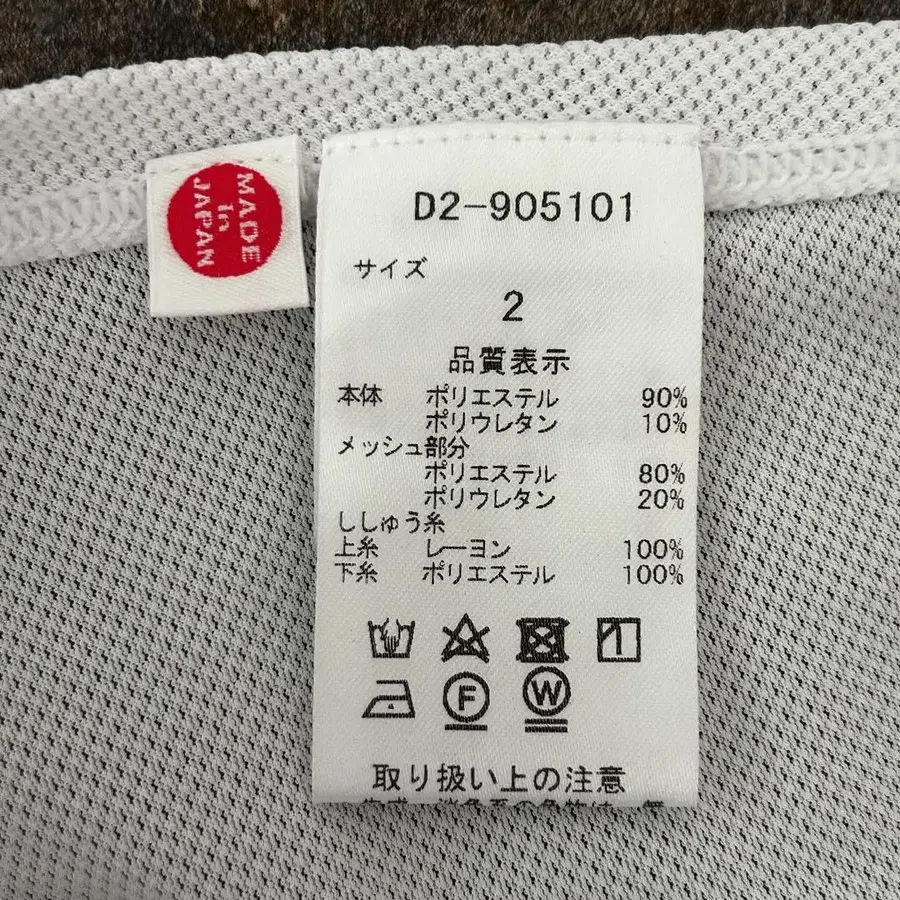 MADE
in
JAPAN
D2-905101
サイズ
2
品質表示
本体 ポリエステル 90%
ポリウレタン 10%
メッシュ部分
ポリエステル 80%
ポリウレタン 20%
ししゅう糸
上糸 レーヨン 100%
下糸 ポリエステル 100%
F W
取り扱い上の注意